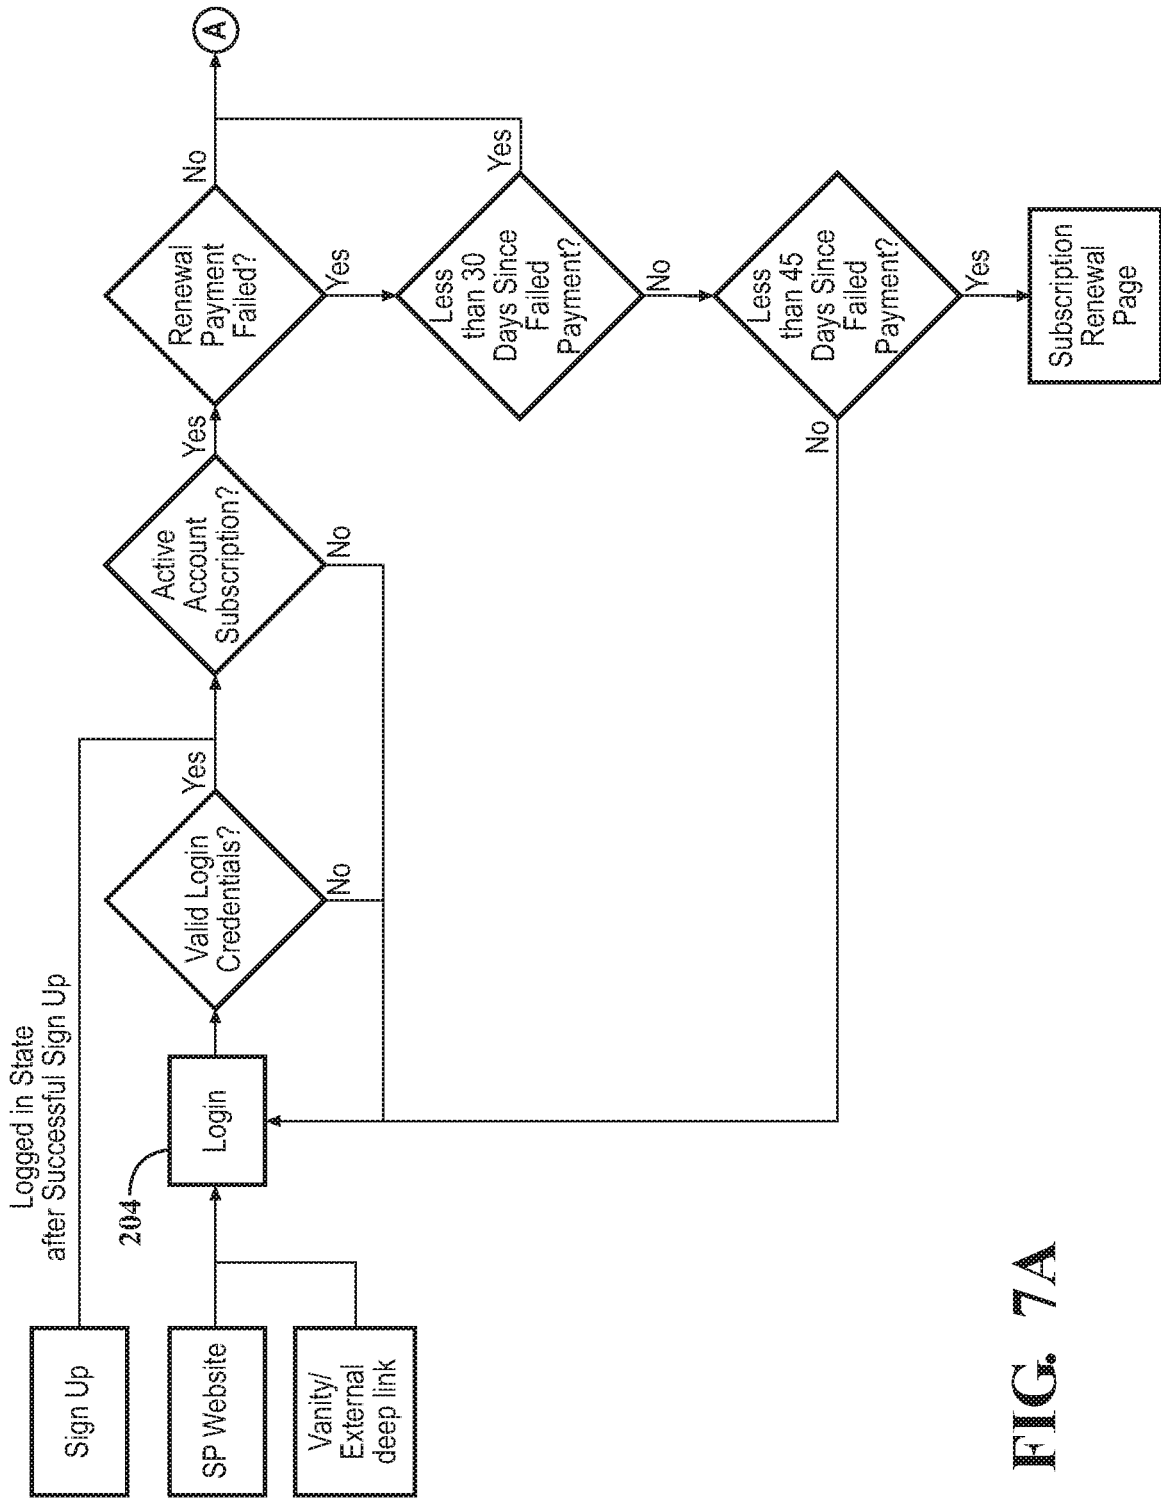 Logged in State
after Successful Sign Up
Sign Up
SP Website
Vanity/
External
deep link
204
Login
Valid Login
Credentials?
Yes
No
Active
Account
Subscription?
Yes
No
Renewal
Payment
Failed?
No
A
Yes
Less
than 30
Days Since
Failed
Payment?
Yes
No
Less
than 45
Days Since
Failed
Payment?
No
Yes
Subscription
Renewal
Page
FIG. 7A